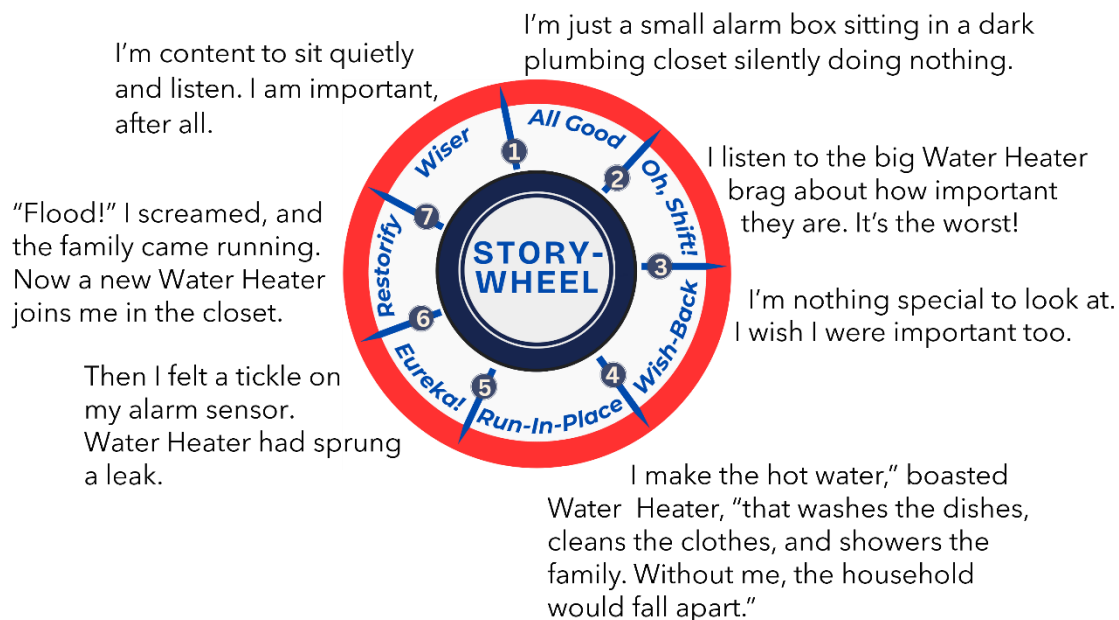 I’m just a small alarm box sitting in a dark
plumbing closet silently doing nothing.
I listen to the big Water Heater
brag about how important
they are. It’s the worst!
I’m nothing special to look at.
I wish I were important too.
I make the hot water,” boasted
Water Heater, “that washes the dishes,
cleans the clothes, and showers the
family. Without me, the household
would fall apart.”
Then I felt a tickle on
my alarm sensor.
Water Heater had sprung
a leak.
“Flood!” I screamed, and
the family came running.
Now a new Water Heater
joins me in the closet.
I’m content to sit quietly
and listen. I am important,
after all.
STORY-
WHEEL
1
All Good
2
Oh, Shift!
3
Wish-Back
4
Run-In-Place
5
Eureka!
6
Restorify
7
Wiser